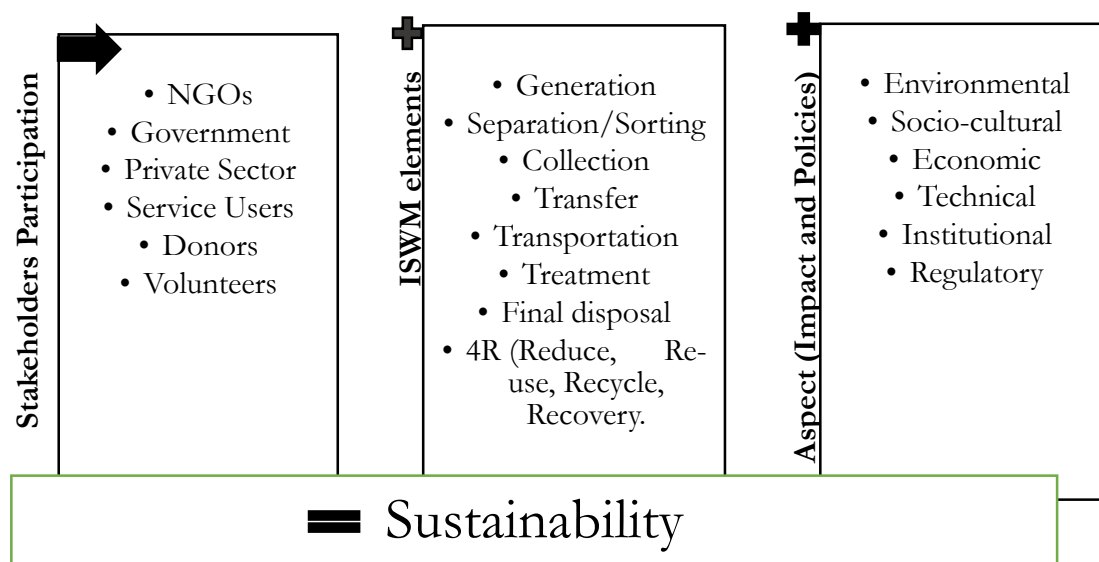 Stakeholders Participation
• NGOs
• Government
• Private Sector
• Service Users
• Donors
• Volunteers
ISWM elements
• Generation
• Separation/Sorting
• Collection
• Transfer
• Transportation
• Treatment
• Final disposal
• 4R (Reduce, Re-
use, Recycle,
Recovery.
Aspect (Impact and Policies)
• Environmental
• Socio-cultural
• Economic
• Technical
• Institutional
• Regulatory
= Sustainability